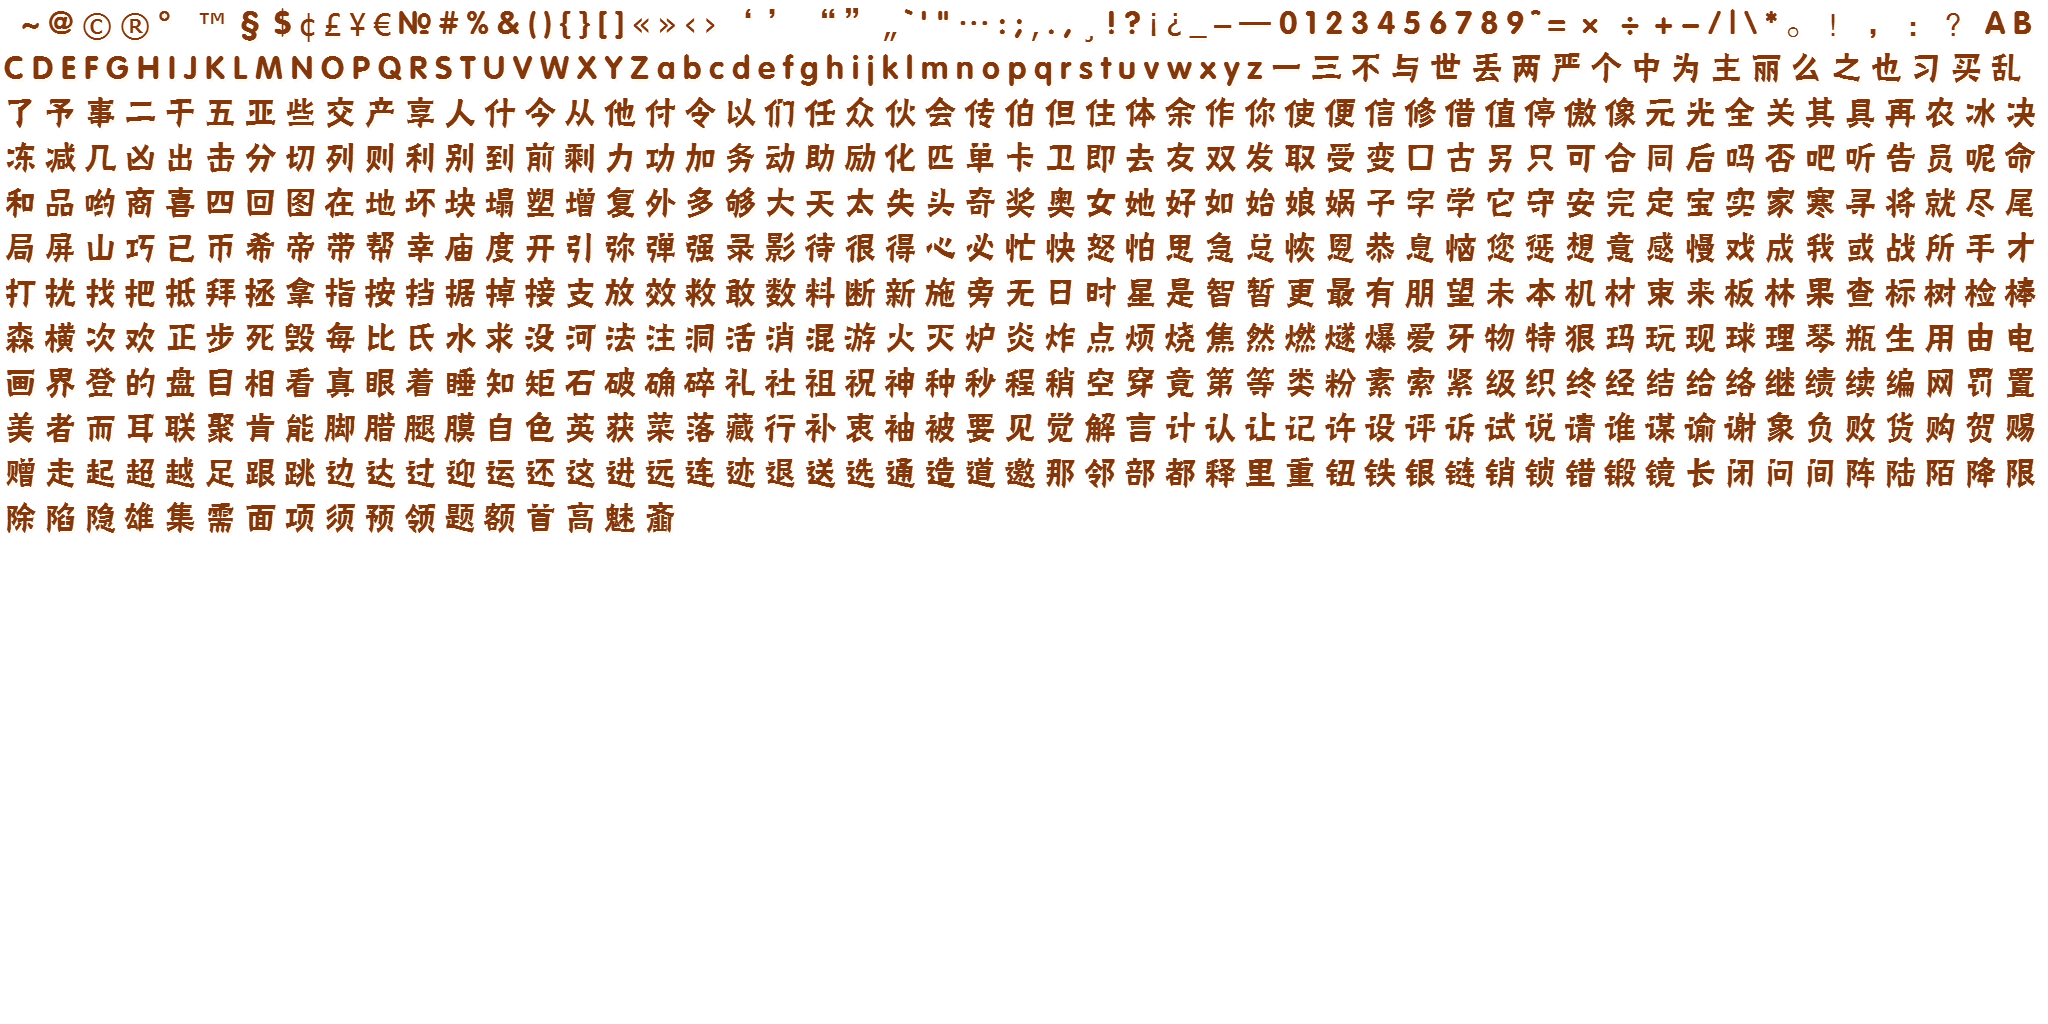 ~@©®°™§$¢£¥€№#%&(){}[]«»‹›‘’“”„`'"…:;‚.,¸!?¡¿_–—0123456789ˆ=×÷+−/|\*。！，：？AB
CDEFGHIJKLMNOPQRSTUVWXYZabcdefghijklmnopqrstuvwxyz一三不与世丢两严个中为主丽么之也习买乱
了予事二干五亚些交产享人什今从他付令以们任众伙会传伯但住体余作你使便信修借值停傲像元光全关其具再农冰决
冻减几凶出击分切列则利别到前剩力功加务动助励化匹单卡卫即去友双发取受变口古另只可合同后吗否吧听告员呢命
和品哟商喜四回图在地坏块塌塑增复外多够大天太失头奇奖奥女她好如始娘娲子字学它守安完定宝实家寒寻将就尽尾
局屏山巧已币希帝带帮幸庙度开引弥弹强录影待很得心必忙快怒怕思急总恢恩恭息恼您惩想意感慢戏成我或战所手才
打扰找把抵拜拯拿指按挡据掉接支放效救敢数料断新施旁无日时星是智暂更最有朋望未本机材束来板林果查标树检棒
森横次欢正步死毁每比氏水求没河法注洞活消混游火灭炉炎炸点烦烧焦然燃燧爆爱牙物特狠玛玩现球理琴瓶生用由电
画界登的盘目相看真眼着睡知矩石破确碎礼社祖祝神种秒程稍空穿竞第等类粉素索紧级织终经结给络继绩续编网罚置
美者而耳联聚肯能脚腊腿膜自色英获菜落藏行补衷袖被要见觉解言计认让记许设评诉试说请谁谋谕谢象负败货购贺赐
赠走起超越足跟跳边达过迎运还这进远连迹退送选通造道邀那邻部都释里重钮铁银链销锁错锻镜长闭问间阵陆陌降限
除陷隐雄集需面项须预领题额首高魅齑